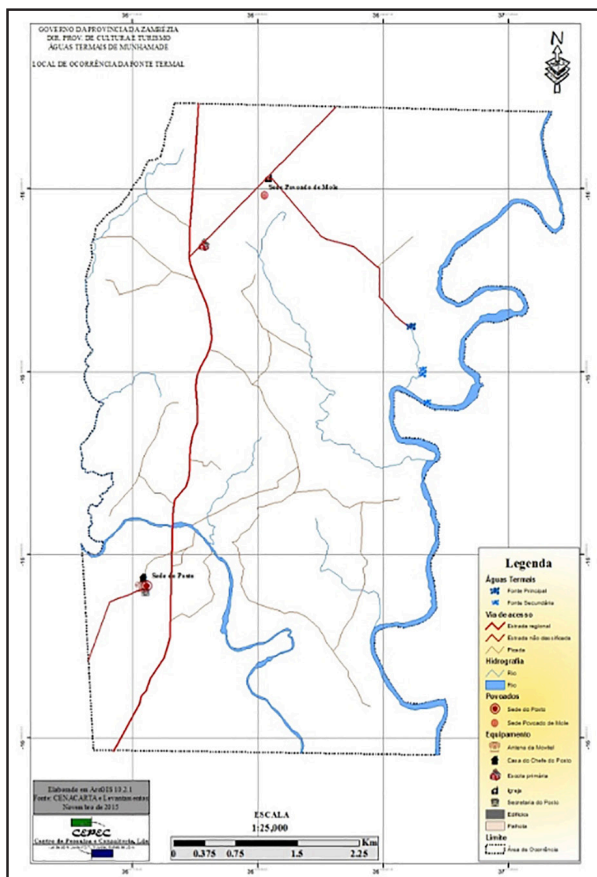 GOVERNO DA PROVÍNCIA DA ZAMBÉZIA
DIR. PROV. DE CULTURA E TURISMO
ÁGUAS TERMAIS DE MUNHAMADE
LOCAL DE OCORRÊNCIA DA FONTE TERMAL
N
Sede Povoado de Mole
Sede do Posto
Legenda
Águas Termais
Fonte Principal
Fonte Secundária
Via de acesso
Estrada regional
Estrada não classificada
Picada
Hidrografia
Rio
Rio
Povoados
Sede do Posto
Sede Povoado de Mole
Equipamento
Antena da Movitel
Casa do Chefe do Posto
Escola primária
Igreja
Secretaria do Posto
Edifícios
Palhota
Limite
Área de Ocorrência
Elaborado em ArcGIS 10.2.1
Fonte: CENACARTA e Levantamentos
Novembro de 2015
CEPEC
Centro de Pesquisa e Consultoria, Lda
ESCALA
1:25,000
Km
0 0.375 0.75 1.5 2.25